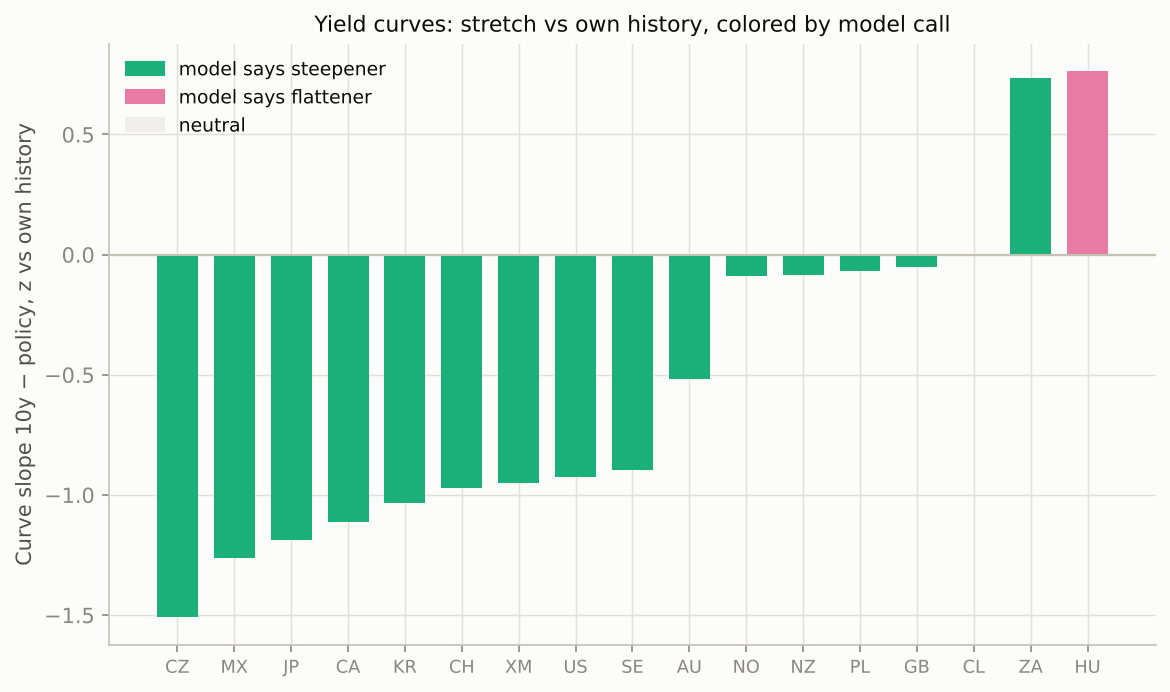 Yield curves: stretch vs own history, colored by model call
model says steepener
model says flattener
neutral
Curve slope 10y − policy, z vs own history
0.5
0.0
−0.5
−1.0
−1.5
CZ MX JP CA KR CH XM US SE AU NO NZ PL GB CL ZA HU